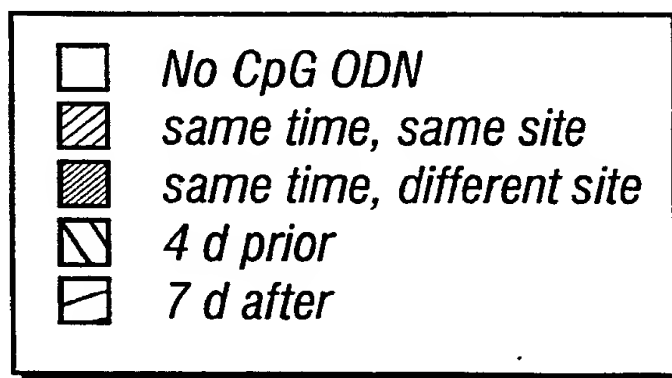 No CpG ODN
same time, same site
same time, different site
4 d prior
7 d after